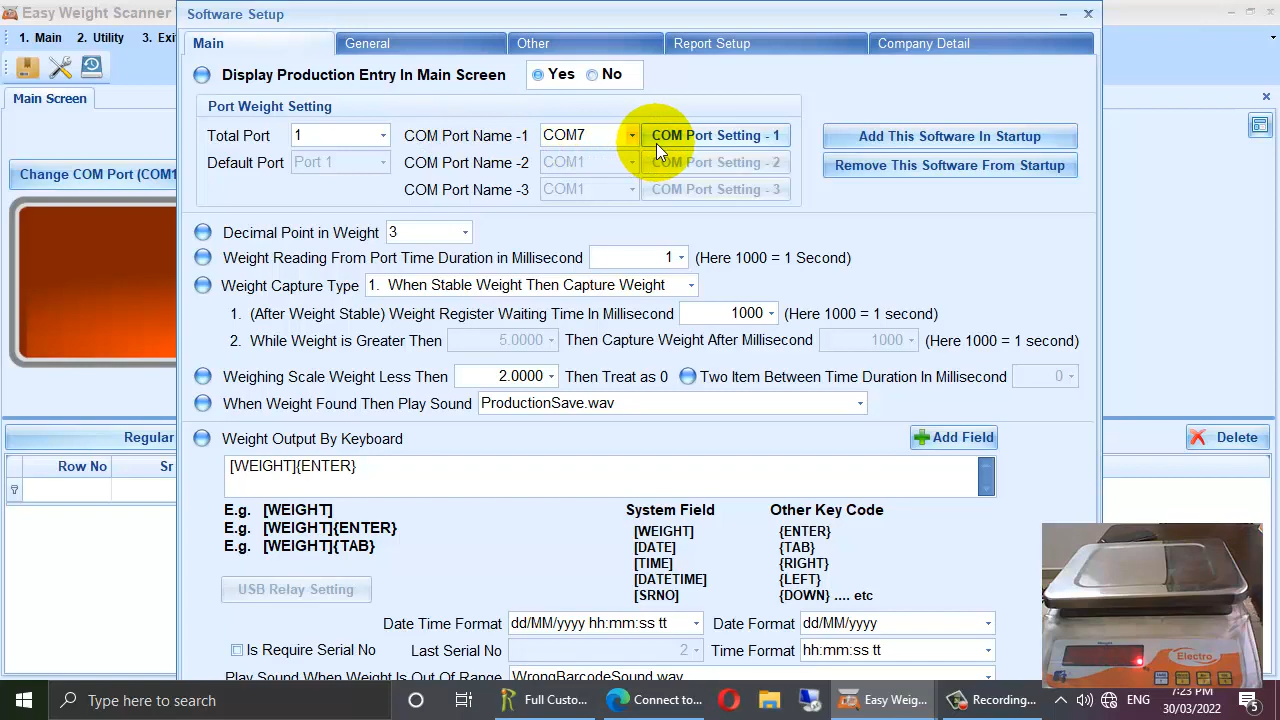 Easy Weight Scanner
Software Setup
1. Main 2. Utility 3. Exi
Main General Other Report Setup Company Detail
Display Production Entry In Main Screen Yes No
Main Screen
Port Weight Setting
Total Port 1 COM Port Name -1 COM7 COM Port Setting - 1 Add This Software In Startup
Default Port Port 1 COM Port Name -2 COM1 COM Port Setting - 2 Remove This Software From Startup
Change COM Port (COM1
COM Port Name -3 COM1 COM Port Setting - 3
Decimal Point in Weight 3
Weight Reading From Port Time Duration in Millisecond 1 (Here 1000 = 1 Second)
Weight Capture Type 1. When Stable Weight Then Capture Weight
1. (After Weight Stable) Weight Register Waiting Time In Millisecond 1000 (Here 1000 = 1 second)
2. While Weight is Greater Then 5.0000 Then Capture Weight After Millisecond 1000 (Here 1000 = 1 second)
Weighing Scale Weight Less Then 2.0000 Then Treat as 0 Two Item Between Time Duration In Millisecond 0
When Weight Found Then Play Sound ProductionSave.wav
Regular Delete
Weight Output By Keyboard Add Field
Row No Sr
[WEIGHT]{ENTER}
E.g. [WEIGHT] System Field Other Key Code
E.g. [WEIGHT]{ENTER} [WEIGHT] {ENTER}
E.g. [WEIGHT]{TAB} [DATE] {TAB}
[TIME] {RIGHT}
[DATETIME] {LEFT}
[SRNO] {DOWN} .... etc
USB Relay Setting
Date Time Format dd/MM/yyyy hh:mm:ss tt Date Format dd/MM/yyyy
Is Require Serial No Last Serial No 2 Time Format hh:mm:ss tt
Play Sound When Weight Is Out Of Range WrongBarcodeSound.wav
Electro
Type here to search Full Custo... Connect to... Easy Weig... Recording... ENG 7:23 PM
30/03/2022 5